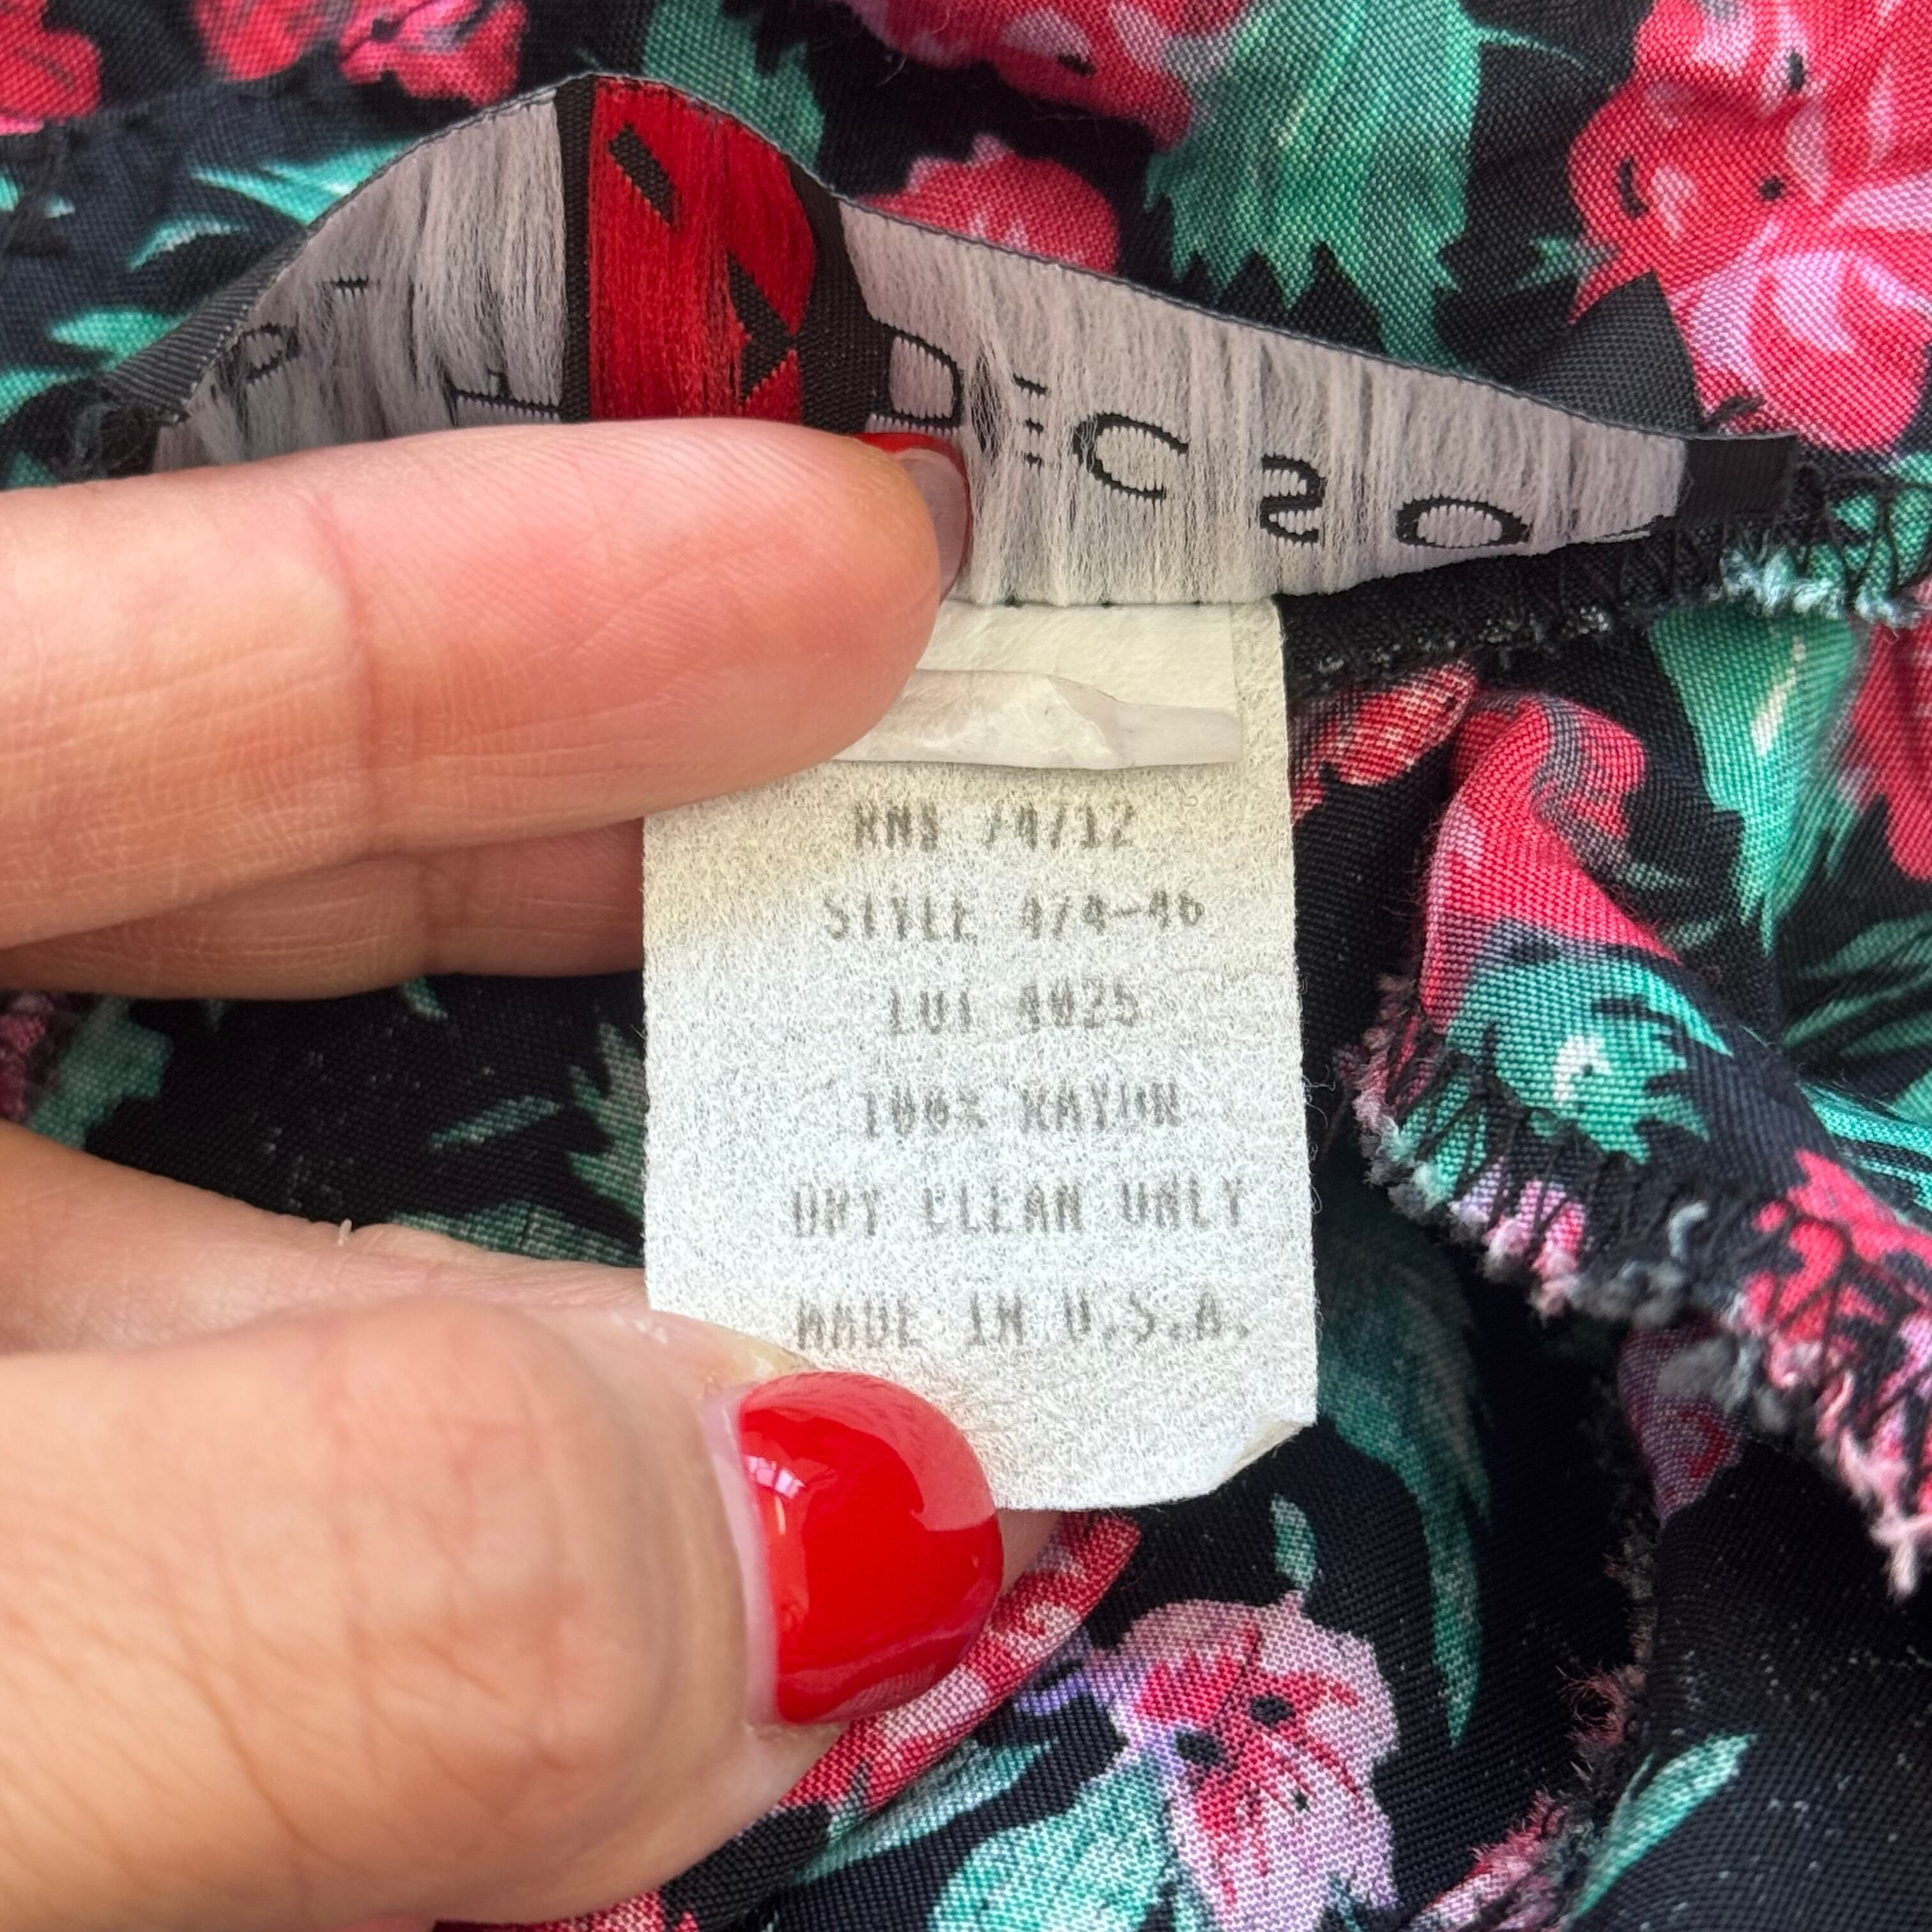 RN# 74712
STYLE 474-46
LOT 4025
100% RAYON
DRY CLEAN ONLY
MADE IN U.S.A.